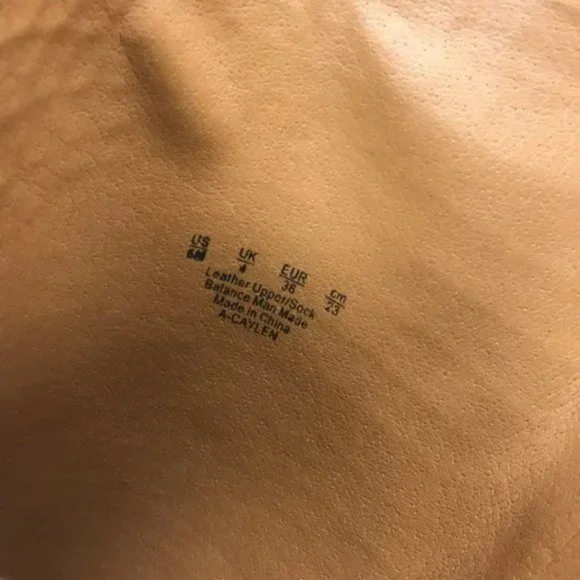 US UK EUR cm
6M 4 36 23
Leather Upper/Sock
Balance Man Made
Made in China
A-CAYLEN